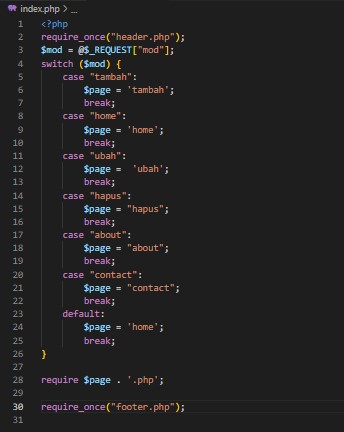 index.php > ...
1 <?php
2 require_once("header.php");
3 $mod = @$_REQUEST["mod"];
4 switch ($mod) {
5     case "tambah":
6         $page = 'tambah';
7         break;
8     case "home":
9         $page = 'home';
10         break;
11     case "ubah":
12         $page =  'ubah';
13         break;
14     case "hapus":
15         $page = "hapus";
16         break;
17     case "about":
18         $page = "about";
19         break;
20     case "contact":
21         $page = "contact";
22         break;
23     default:
24         $page = 'home';
25         break;
26 }
27
28 require $page . '.php';
29
30 require_once("footer.php");
31